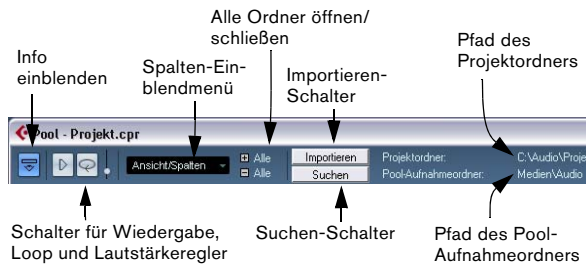 Alle Ordner öffnen/
schließen
Info
einblenden
Spalten-Ein-
blendmenü
Importieren-
Schalter
Pfad des
Projektordners
Pool - Projekt.cpr
Ansicht/Spalten
Alle
Alle
Importieren
Suchen
Projektordner:
C:\Audio\Proje
Pool-Aufnahmeordner:
Medien\Audio
Schalter für Wiedergabe,
Loop und Lautstärkeregler
Suchen-Schalter
Pfad des Pool-
Aufnahmeordners